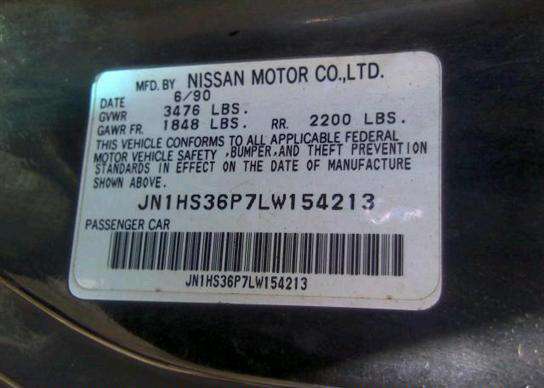 MFD. BY NISSAN MOTOR CO.,LTD.
DATE 6/90
GVWR 3476 LBS.
GAWR FR. 1848 LBS. RR. 2200 LBS.
THIS VEHICLE CONFORMS TO ALL APPLICABLE FEDERAL
MOTOR VEHICLE SAFETY ,BUMPER,AND THEFT PREVENTION
STANDARDS IN EFFECT ON THE DATE OF MANUFACTURE
SHOWN ABOVE.
JN1HS36P7LW154213
PASSENGER CAR
JN1HS36P7LW154213